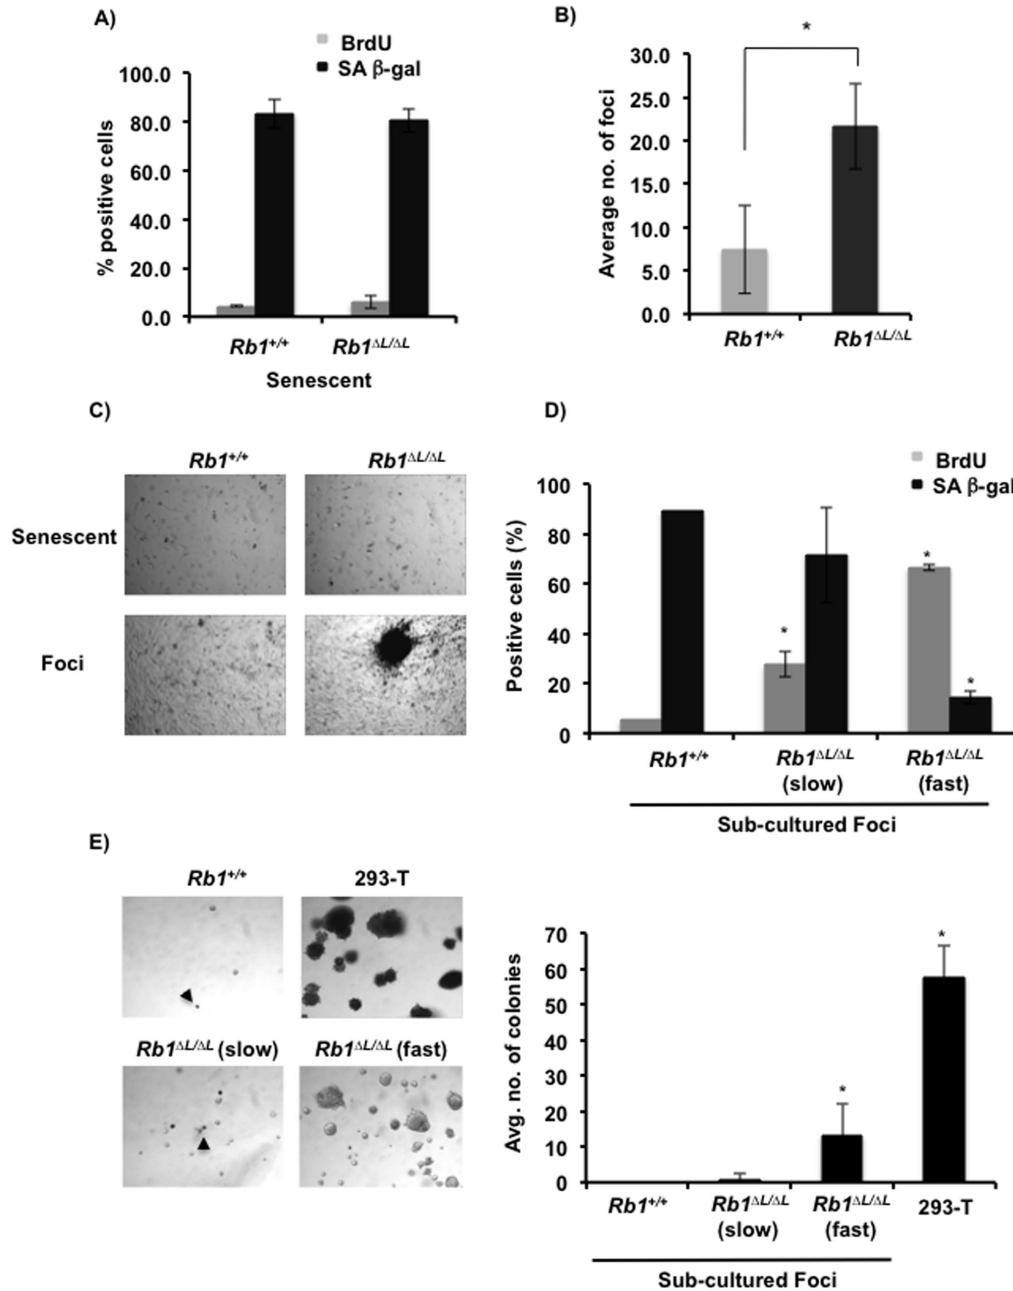 A)
BrdU
SA β-gal
100.0
80.0
60.0
40.0
20.0
0.0
% positive cells
Rb1+/+
Rb1ΔL/ΔL
Senescent
B)
*
30.0
25.0
20.0
15.0
10.0
5.0
0.0
Average no. of foci
Rb1+/+
Rb1ΔL/ΔL
C)
Rb1+/+
Rb1ΔL/ΔL
Senescent
Foci
D)
BrdU
SA β-gal
100
80
60
40
20
0
Positive cells (%)
*
*
*
Rb1+/+
Rb1ΔL/ΔL
(slow)
Rb1ΔL/ΔL
(fast)
Sub-cultured Foci
E)
Rb1+/+
293-T
Rb1ΔL/ΔL (slow)
Rb1ΔL/ΔL (fast)
70
60
50
40
30
20
10
0
Avg. no. of colonies
*
*
Rb1+/+
Rb1ΔL/ΔL
(slow)
Rb1ΔL/ΔL
(fast)
293-T
Sub-cultured Foci